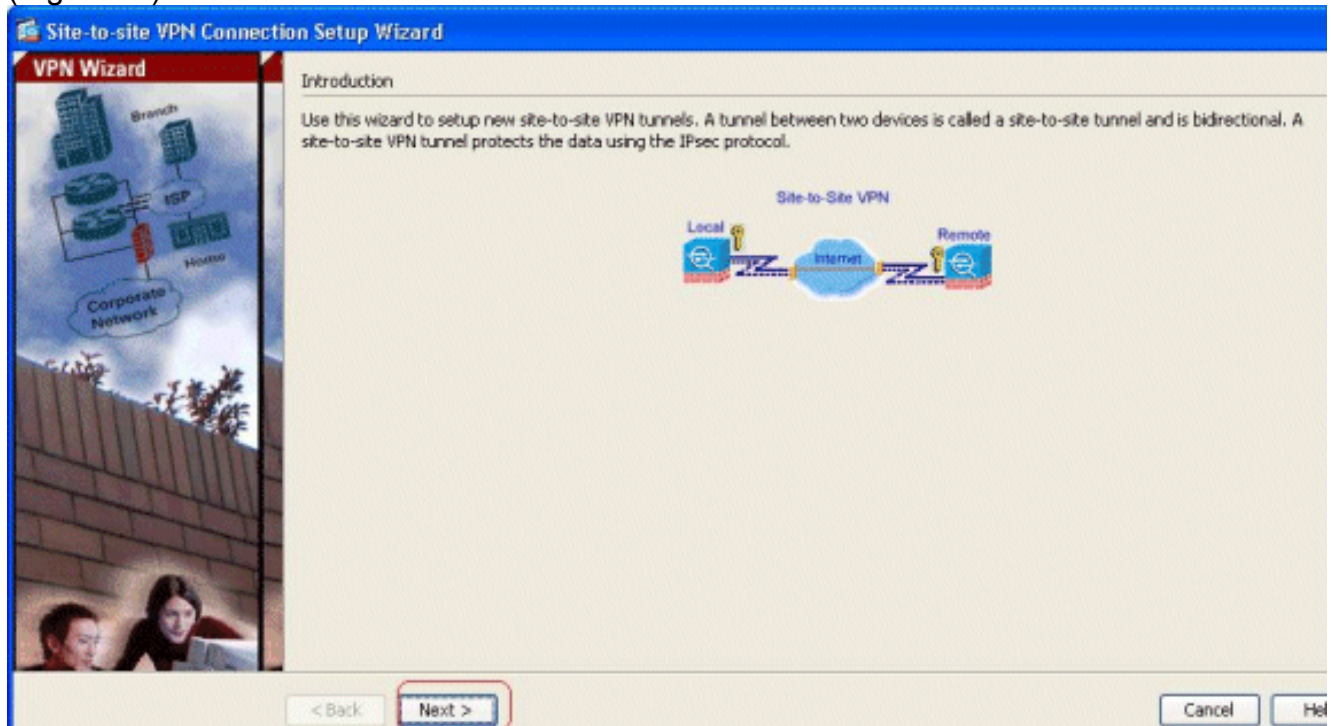 Site-to-site VPN Connection Setup Wizard
VPN Wizard
Branch
ISP
Home
Corporate
Network
Introduction
Use this wizard to setup new site-to-site VPN tunnels. A tunnel between two devices is called a site-to-site tunnel and is bidirectional. A
site-to-site VPN tunnel protects the data using the IPsec protocol.
Site-to-Site VPN
Local
Internet
Remote
< Back
Next >
Cancel
Hel